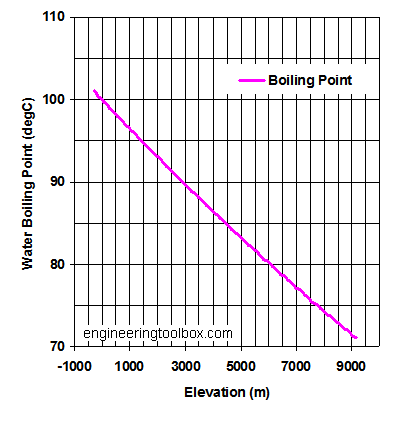 110
100
90
80
70
Water Boiling Point (degC)
Boiling Point
engineeringtoolbox.com
-1000 1000 3000 5000 7000 9000
Elevation (m)